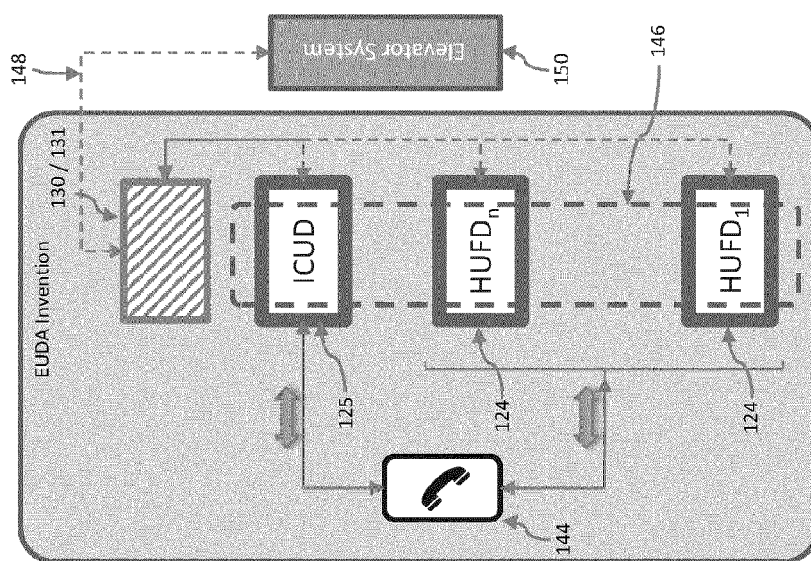 EUDA Invention
130 / 131
148
Elevator System
150
146
ICUD
125
HUFDn
124
HUFD1
124
144